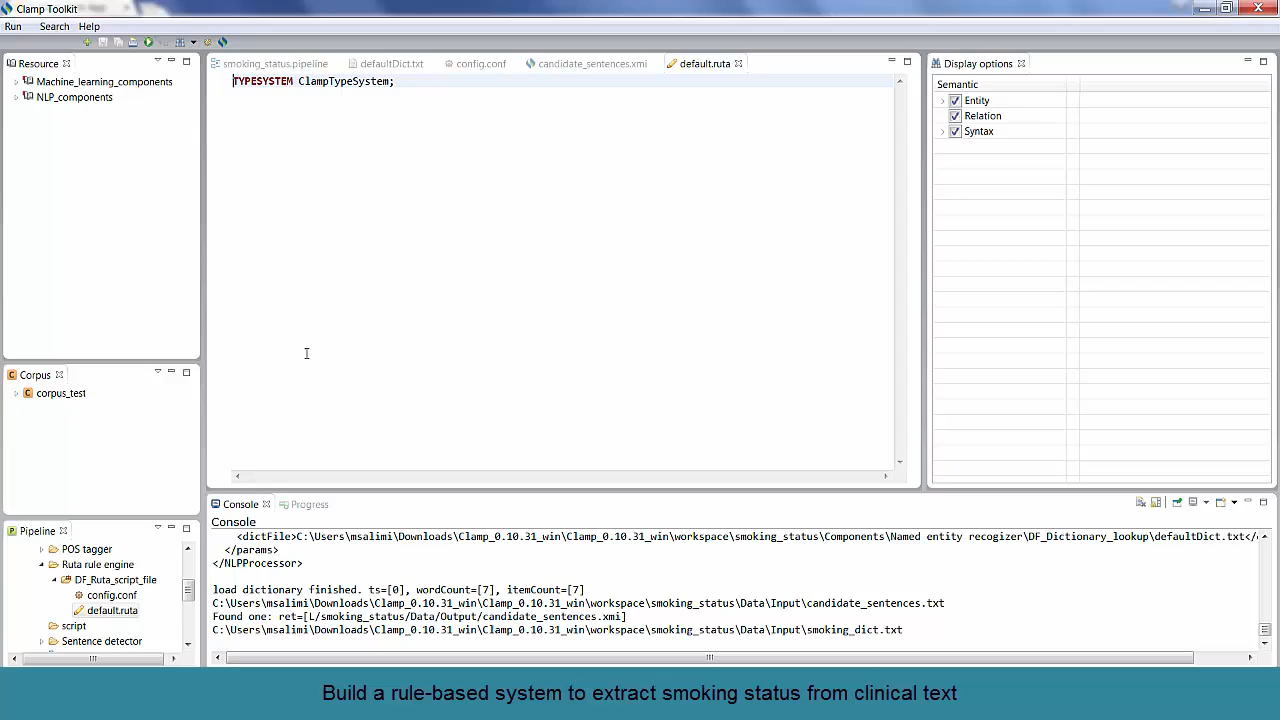 Clamp Toolkit
Run Search Help
Resource
Machine_learning_components
NLP_components
Corpus
corpus_test
Pipeline
POS tagger
Ruta rule engine
DF_Ruta_script_file
config.conf
default.ruta
script
Sentence detector
oking_status.pipeline defaultDict.txt config.conf candidate_sentences.xmi default.ruta
TYPESYSTEM ClampTypeSystem;
Display options
Semantic
Entity
Relation
Syntax
Console Progress
Console
<dictFile>C:\Users\msalimi\Downloads\Clamp_0.10.31_win\Clamp_0.10.31_win\workspace\smoking_status\Components\Named entity recogizer\DF_Dictionary_lookup\defaultDict.txt</
</params>
</NLPProcessor>
load dictionary finished. ts=[0], wordCount=[7], itemCount=[7]
C:\Users\msalimi\Downloads\Clamp_0.10.31_win\Clamp_0.10.31_win\workspace\smoking_status\Data\Input\candidate_sentences.txt
Found one: ret=[L/smoking_status/Data/Output/candidate_sentences.xmi]
C:\Users\msalimi\Downloads\Clamp_0.10.31_win\Clamp_0.10.31_win\workspace\smoking_status\Data\Input\smoking_dict.txt
Build a rule-based system to extract smoking status from clinical text